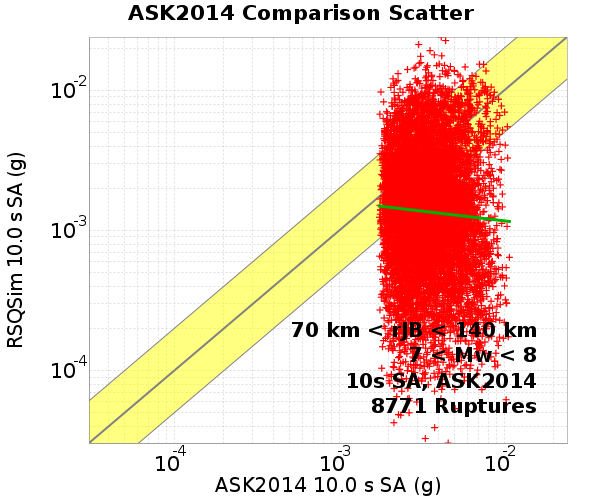 ASK2014 Comparison Scatter
RSQSim 10.0 s SA (g)
10-2
10-3
10-4
70 km < rJB < 140 km
7 < Mw < 8
10s SA, ASK2014
8771 Ruptures
10-4
10-3
10-2
ASK2014 10.0 s SA (g)